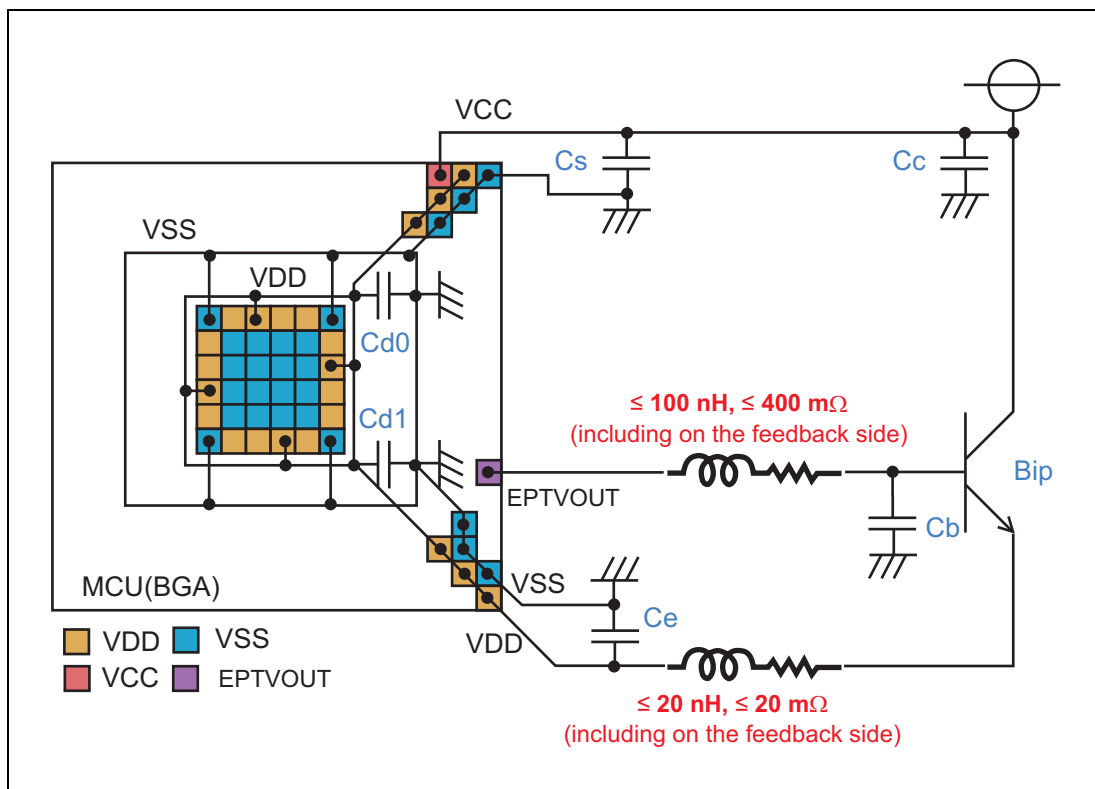 VCC
Cs
Cc
VSS
VDD
Cd0
Cd1
≤ 100 nH, ≤ 400 mΩ
(including on the feedback side)
Bip
EPTVOUT
Cb
VSS
MCU(BGA)
Ce
VDD
VDD
VSS
VCC
EPTVOUT
≤ 20 nH, ≤ 20 mΩ
(including on the feedback side)